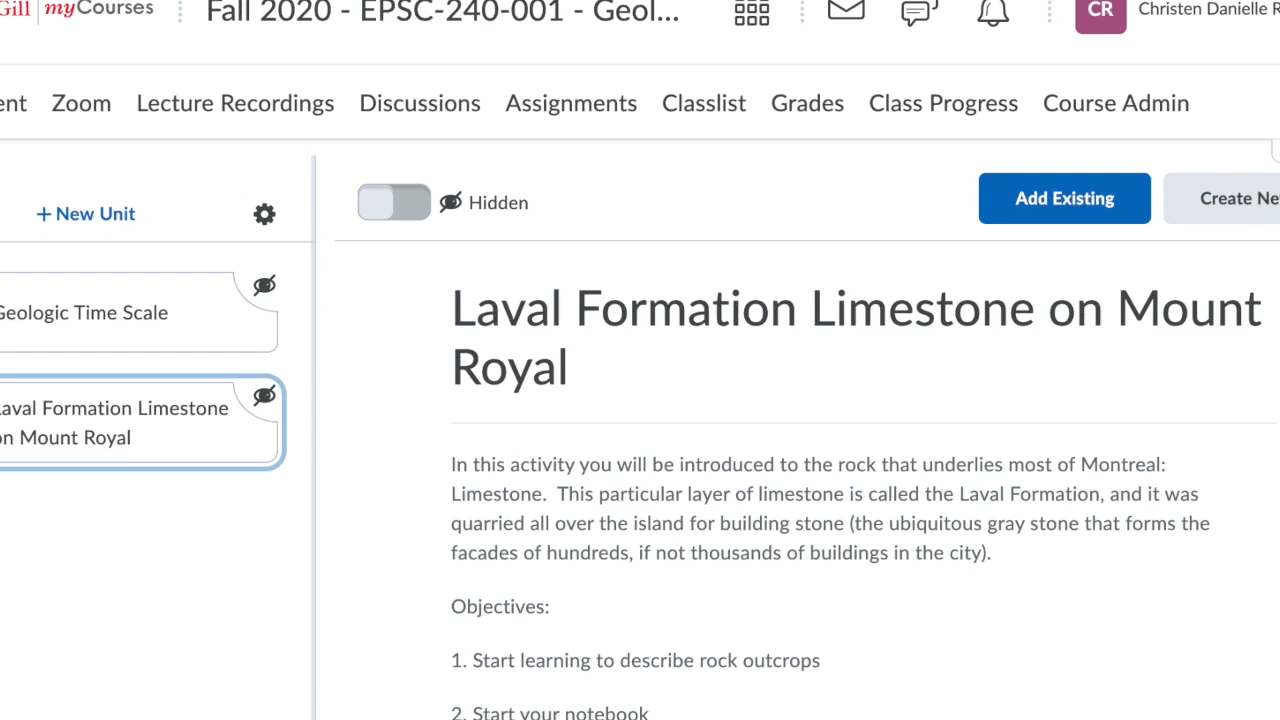 Gill myCourses Fall 2020 - EPSC-240-001 - Geol... CR Christen Danielle R
ent Zoom Lecture Recordings Discussions Assignments Classlist Grades Class Progress Course Admin
+ New Unit
Hidden
Add Existing
Create Ne
Geologic Time Scale
Laval Formation Limestone
on Mount Royal
Laval Formation Limestone on Mount
Royal
In this activity you will be introduced to the rock that underlies most of Montreal:
Limestone.  This particular layer of limestone is called the Laval Formation, and it was
quarried all over the island for building stone (the ubiquitous gray stone that forms the
facades of hundreds, if not thousands of buildings in the city).
Objectives:
1. Start learning to describe rock outcrops
2. Start your notebook